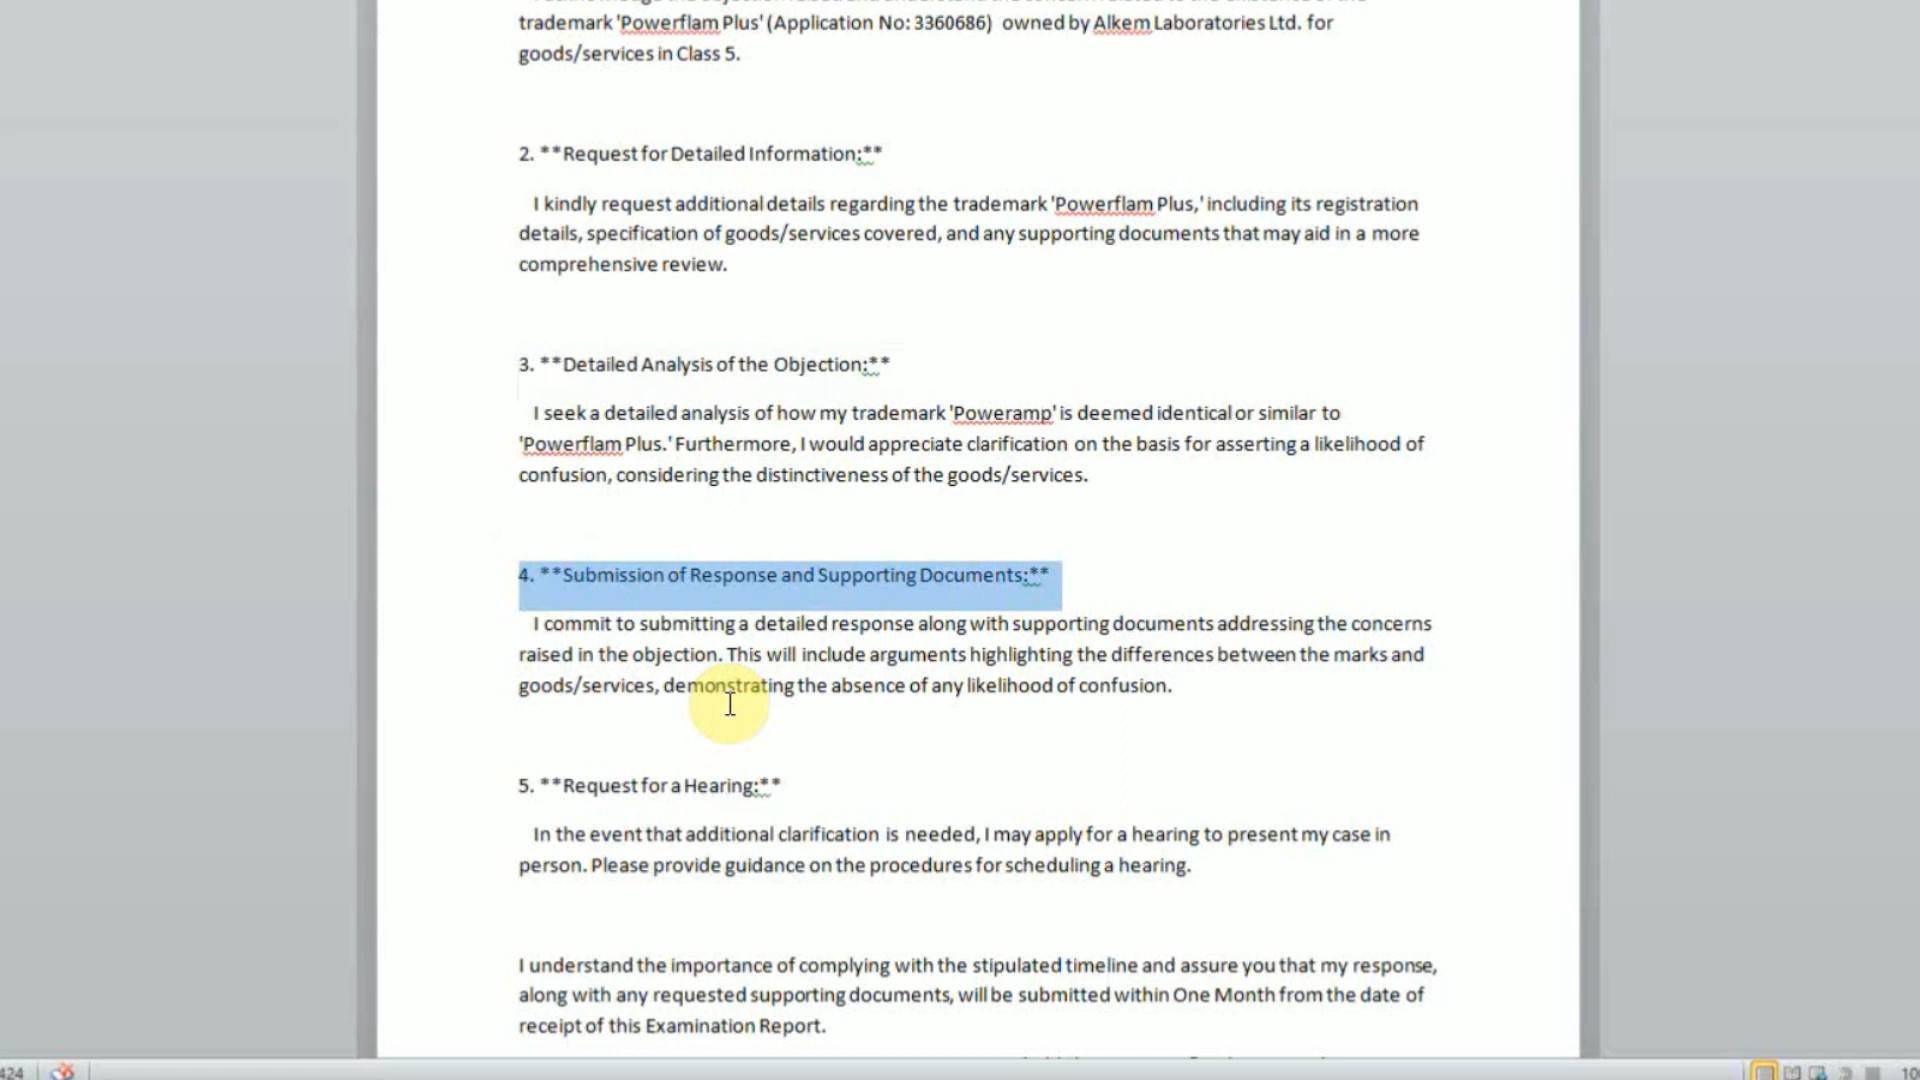 trademark 'Powerflam Plus' (Application No: 3360686)  owned by Alkem Laboratories Ltd. for
goods/services in Class 5.
2. **Request for Detailed Information:**
I kindly request additional details regarding the trademark 'Powerflam Plus,' including its registration
details, specification of goods/services covered, and any supporting documents that may aid in a more
comprehensive review.
3. **Detailed Analysis of the Objection:**
I seek a detailed analysis of how my trademark 'Poweramp' is deemed identical or similar to
'Powerflam Plus.' Furthermore, I would appreciate clarification on the basis for asserting a likelihood of
confusion, considering the distinctiveness of the goods/services.
4. **Submission of Response and Supporting Documents:**
I commit to submitting a detailed response along with supporting documents addressing the concerns
raised in the objection. This will include arguments highlighting the differences between the marks and
goods/services, demonstrating the absence of any likelihood of confusion.
5. **Request for a Hearing:**
In the event that additional clarification is needed, I may apply for a hearing to present my case in
person. Please provide guidance on the procedures for scheduling a hearing.
I understand the importance of complying with the stipulated timeline and assure you that my response,
along with any requested supporting documents, will be submitted within One Month from the date of
receipt of this Examination Report.
424